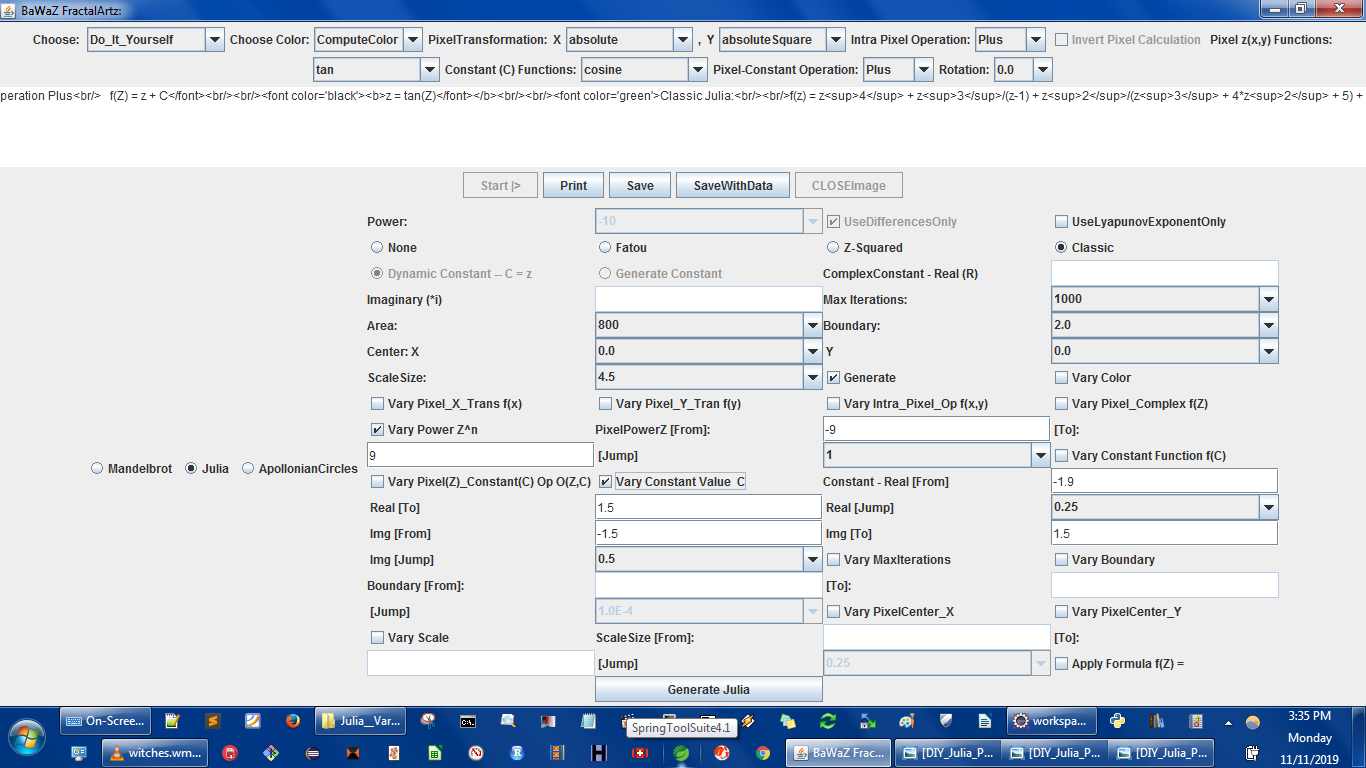 BaWaZ FractalArtz:
Choose: Do_It_Yourself Choose Color: ComputeColor PixelTransformation: X absolute , Y absoluteSquare Intra Pixel Operation: Plus Invert Pixel Calculation Pixel z(x,y) Functions:
tan Constant (C) Functions: cosine Pixel-Constant Operation: Plus Rotation: 0.0
peration Plus<br/> f(Z) = z + C</font><br/><br/><font color='black'><b>z = tan(Z)</font></b><br/><br/><font color='green'>Classic Julia:<br/><br/>f(z) = z<sup>4</sup> + z<sup>3</sup>/(z-1) + z<sup>2</sup>/(z<sup>3</sup> + 4*z<sup>2</sup> + 5) +
Start |> Print Save SaveWithData CLOSEImage
Power: -10 UseDifferencesOnly UseLyapunovExponentOnly
None Fatou Z-Squared Classic
Dynamic Constant -- C = z Generate Constant ComplexConstant - Real (R)
Imaginary (*i) Max Iterations: 1000
Area: 800 Boundary: 2.0
Center: X 0.0 Y 0.0
ScaleSize: 4.5 Generate Vary Color
Vary Pixel_X_Trans f(x) Vary Pixel_Y_Tran f(y) Vary Intra_Pixel_Op f(x,y) Vary Pixel_Complex f(Z)
Vary Power Z^n PixelPowerZ [From]: -9 [To]:
Mandelbrot Julia ApollonianCircles
9 [Jump] 1 Vary Constant Function f(C)
Vary Pixel(Z)_Constant(C) Op O(Z,C) Vary Constant Value C Constant - Real [From] -1.9
Real [To] 1.5 Real [Jump] 0.25
Img [From] -1.5 Img [To] 1.5
Img [Jump] 0.5 Vary MaxIterations Vary Boundary
Boundary [From]: [To]:
[Jump] 1.0E-4 Vary PixelCenter_X Vary PixelCenter_Y
Vary Scale ScaleSize [From]: [To]:
[Jump] 0.25 Apply Formula f(Z) =
Generate Julia
On-Scree... Julia__Var... workspa... 3:35 PM
SpringToolSuite4.1
Monday
witches.wm... BaWaZ Frac... [DIY_Julia_P... [DIY_Julia_P... [DIY_Julia_P...
11/11/2019